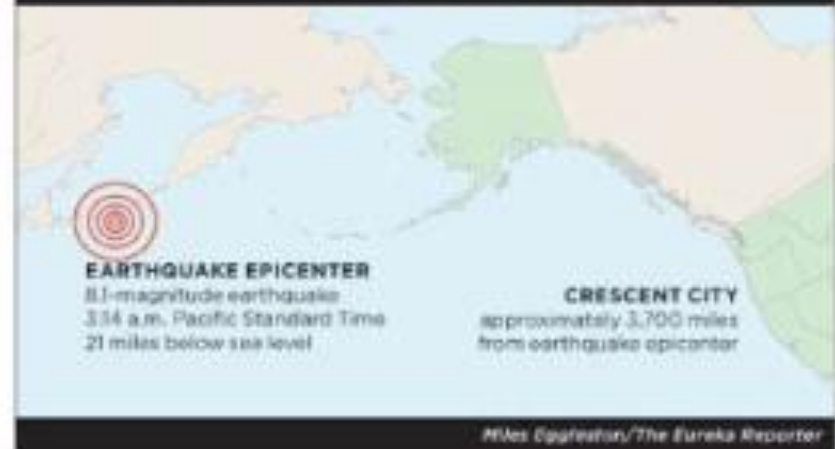 EARTHQUAKE EPICENTER
8.1-magnitude earthquake
3:14 a.m. Pacific Standard Time
21 miles below sea level
CRESCENT CITY
approximately 3,700 miles
from earthquake epicenter
Miles Eggleston/The Eureka Reporter